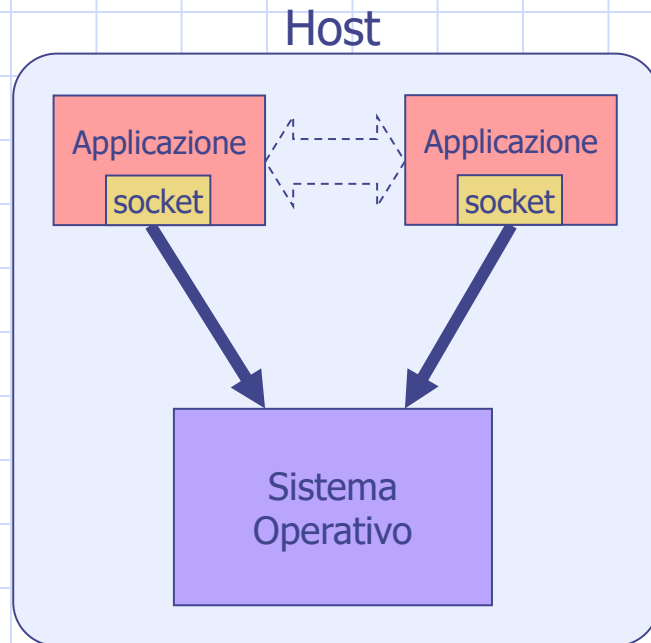 Host
Applicazione
socket
Applicazione
socket
Sistema
Operativo